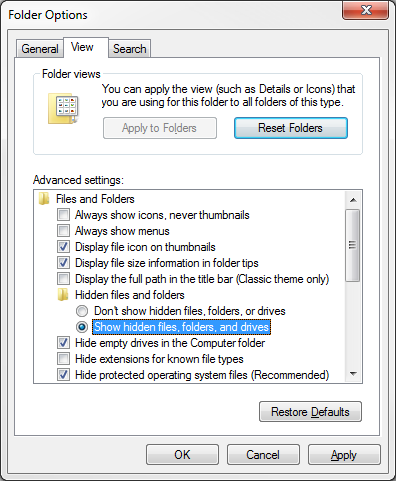 Folder Options
General View Search
Folder views
You can apply the view (such as Details or Icons) that
you are using for this folder to all folders of this type.
Apply to Folders Reset Folders
Advanced settings:
Files and Folders
Always show icons, never thumbnails
Always show menus
Display file icon on thumbnails
Display file size information in folder tips
Display the full path in the title bar (Classic theme only)
Hidden files and folders
Don't show hidden files, folders, or drives
Show hidden files, folders, and drives
Hide empty drives in the Computer folder
Hide extensions for known file types
Hide protected operating system files (Recommended)
Restore Defaults
OK Cancel Apply